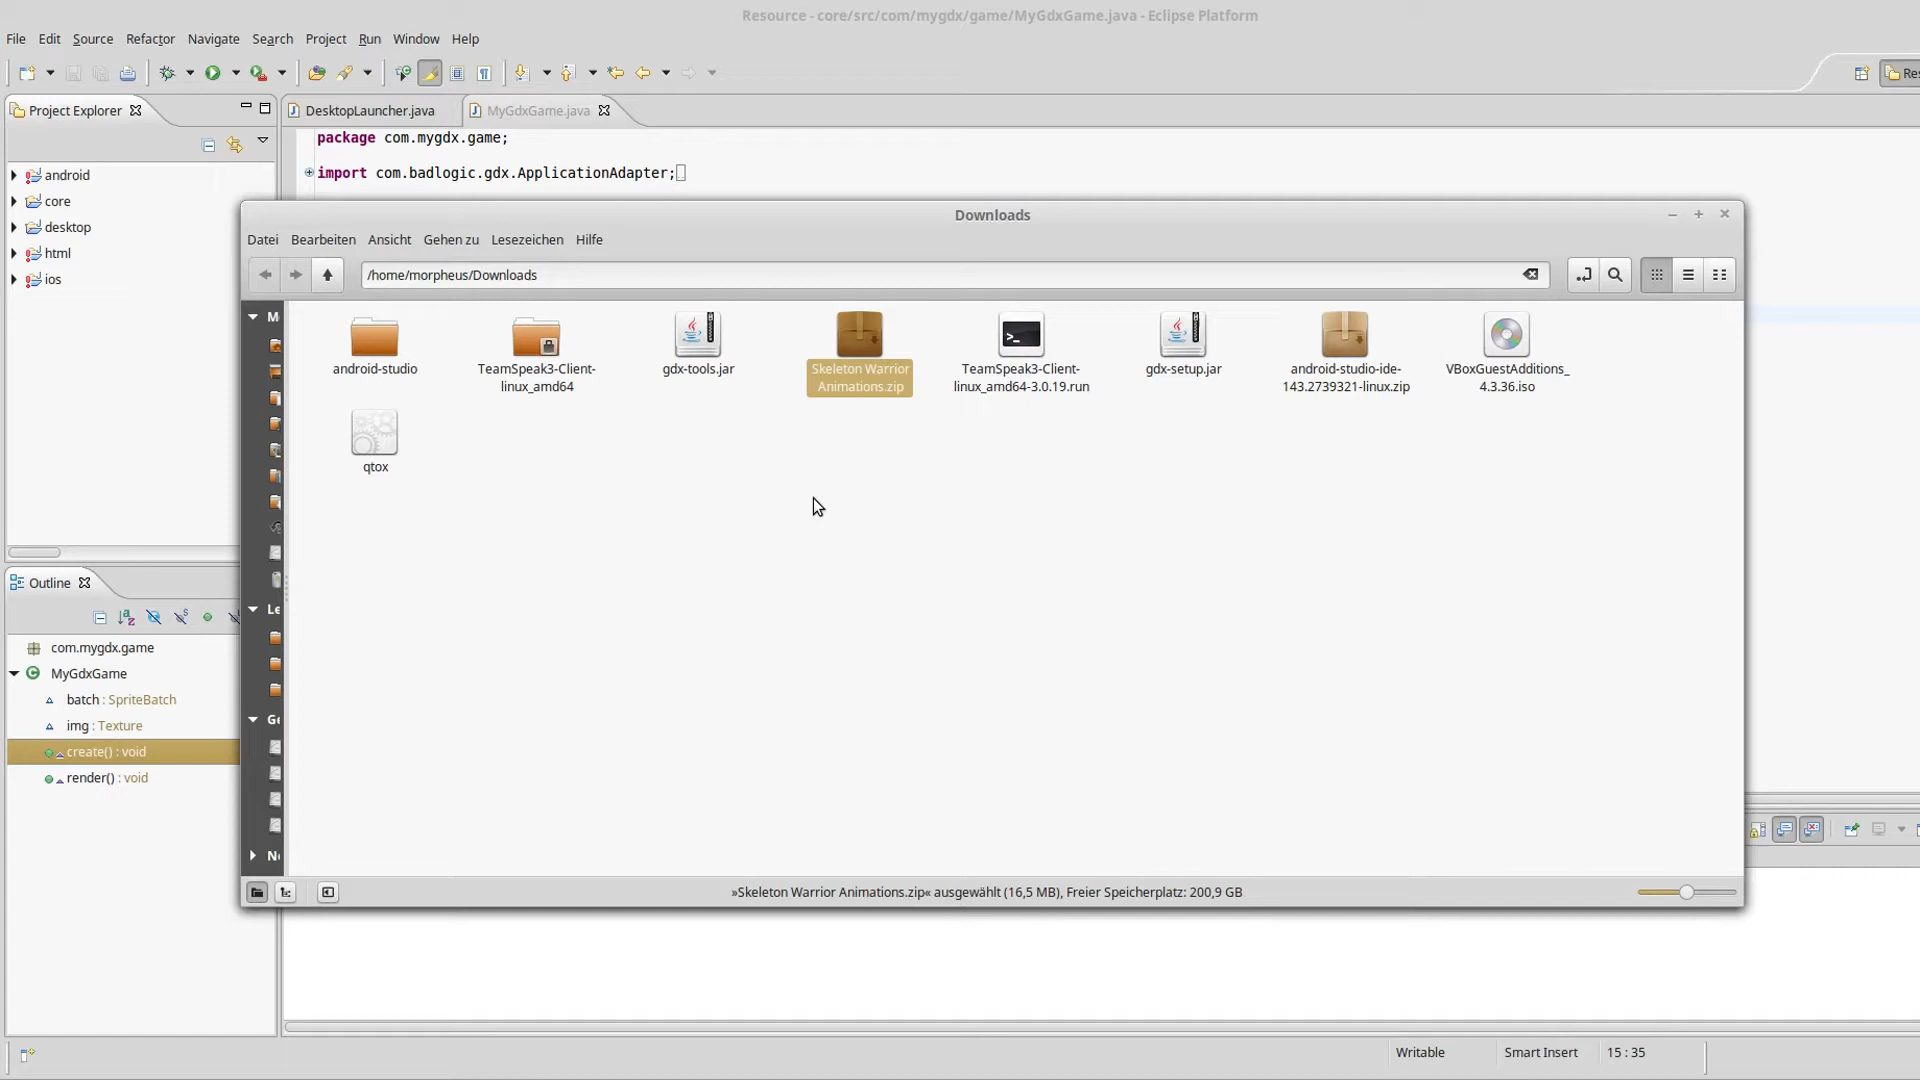 Resource - core/src/com/mygdx/game/MyGdxGame.java - Eclipse Platform
File Edit Source Refactor Navigate Search Project Run Window Help
Res
Project Explorer
DesktopLauncher.java
MyGdxGame.java
package com.mygdx.game;
import com.badlogic.gdx.ApplicationAdapter;
android
core
desktop
html
ios
Downloads
Datei Bearbeiten Ansicht Gehen zu Lesezeichen Hilfe
/home/morpheus/Downloads
M
android-studio
TeamSpeak3-Client-
linux_amd64
gdx-tools.jar
Skeleton Warrior
Animations.zip
TeamSpeak3-Client-
linux_amd64-3.0.19.run
gdx-setup.jar
android-studio-ide-
143.2739321-linux.zip
VBoxGuestAdditions_
4.3.36.iso
qtox
Le
Ge
Ne
»Skeleton Warrior Animations.zip« ausgewählt (16,5 MB), Freier Speicherplatz: 200,9 GB
Outline
com.mygdx.game
MyGdxGame
batch : SpriteBatch
img : Texture
create() : void
render() : void
Writable
Smart Insert
15 : 35